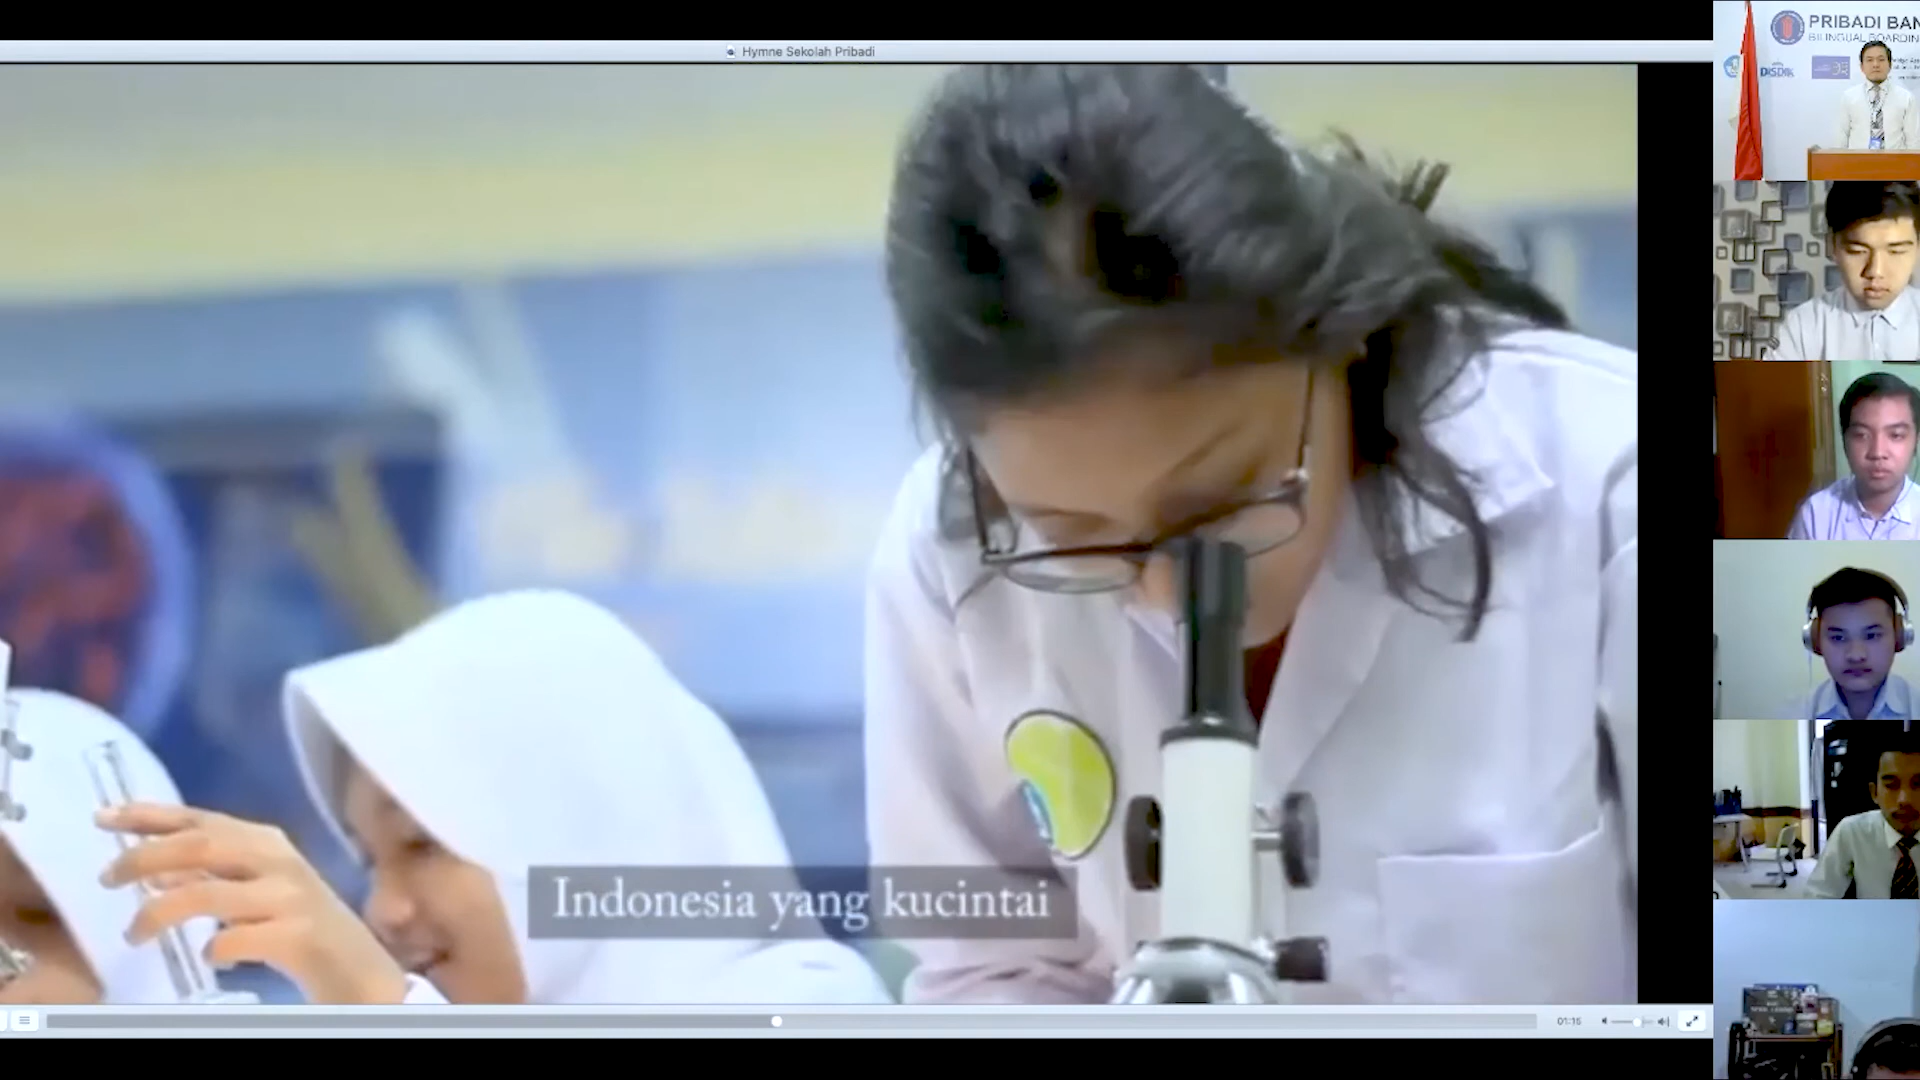 Hymne Sekolah Pribadi
PRIBADI BAN
BILINGUAL BOARDIN
DISDIK
Indonesia yang kucintai
01:15